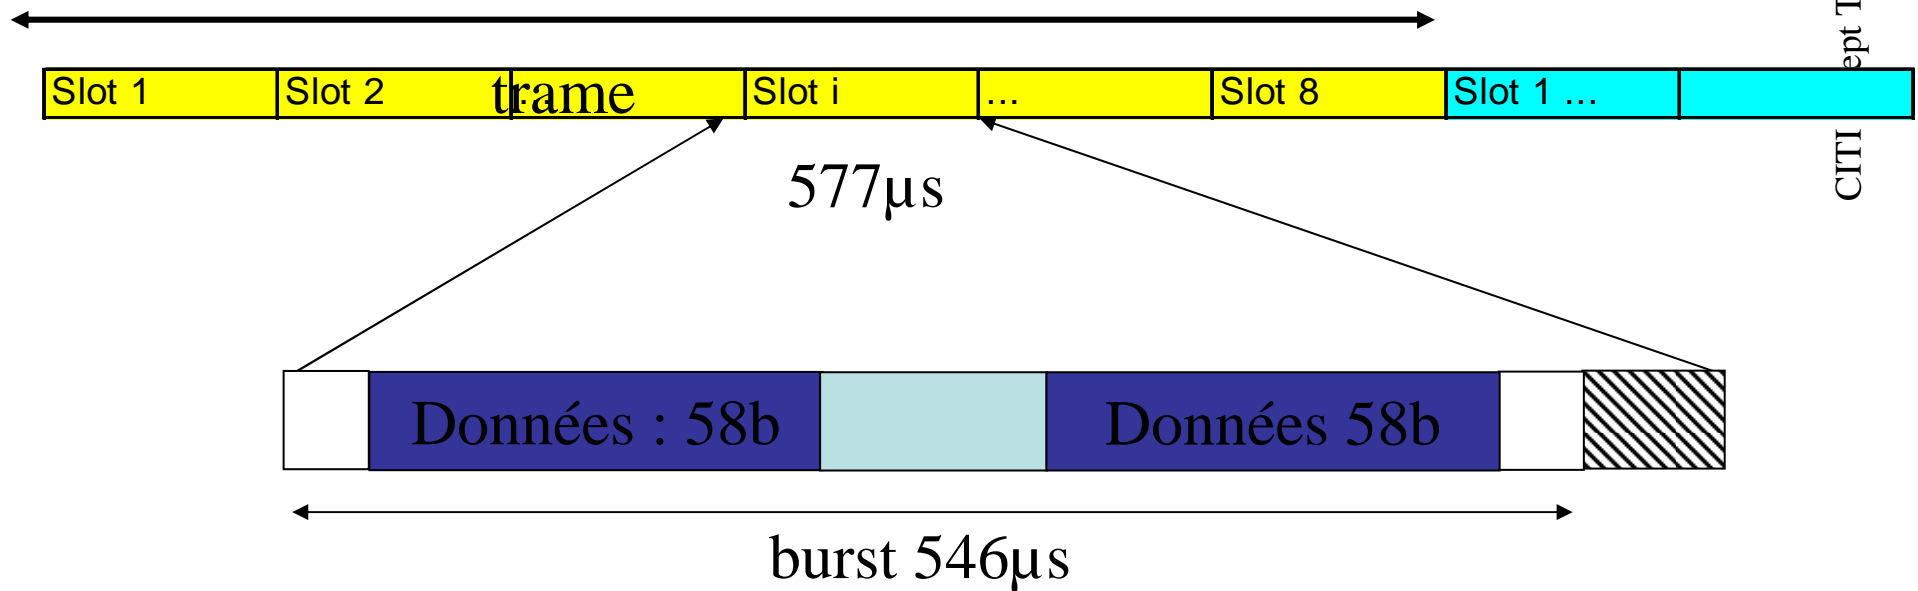 Slot 1 Slot 2 ... trame Slot i ... Slot 8 Slot 1 ...
577µs
Données : 58b Données 58b
burst 546µs
CITI